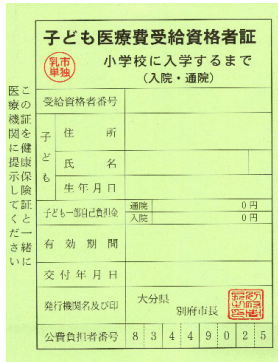 子ども医療費受給資格者証
乳市
単独
小学校に入学するまで
(入院・通院)
この証を健康保険証と一緒に
医療機関に提示してください
受給資格者番号
子ども
住所
氏名
生年月日
子ども一部自己負担金
通院 0円
入院 0円
有効期間
交付年月日
発行機関名及び印
大分県
別府市長
公費負担者番号
8 3 4 4 9 0 2 5